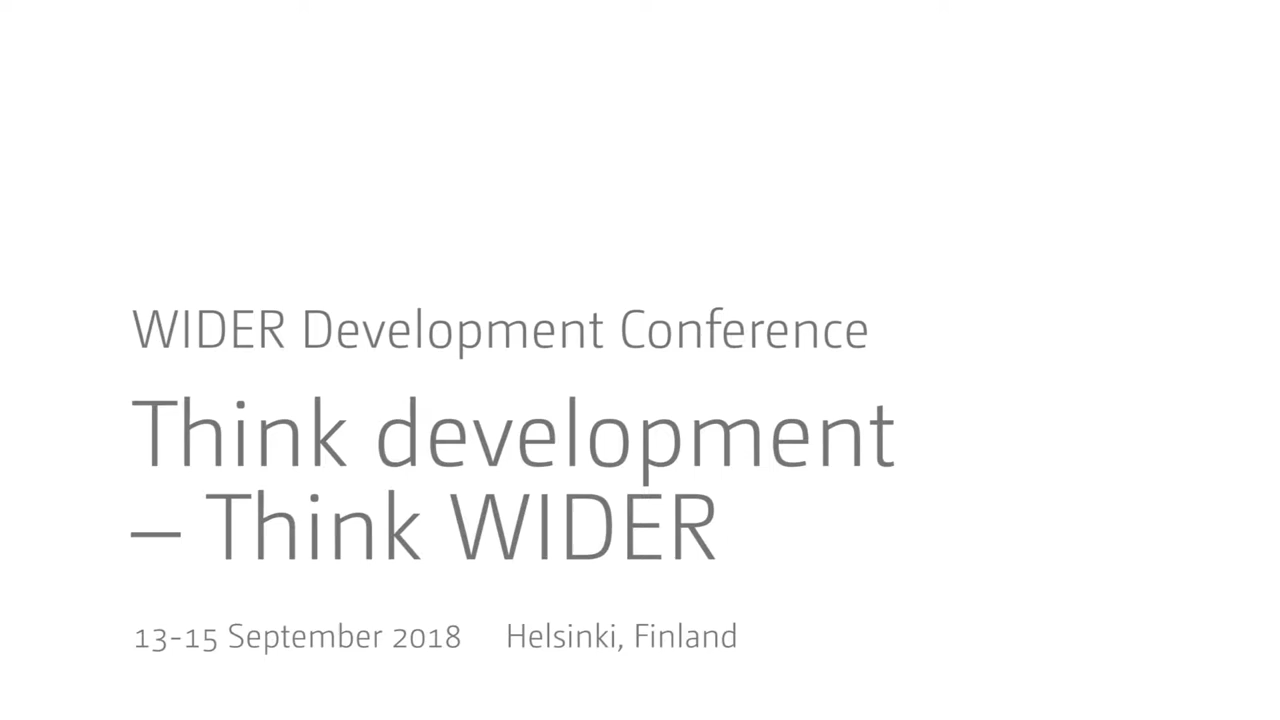 WIDER Development Conference
Think development
– Think WIDER
13-15 September 2018 Helsinki, Finland